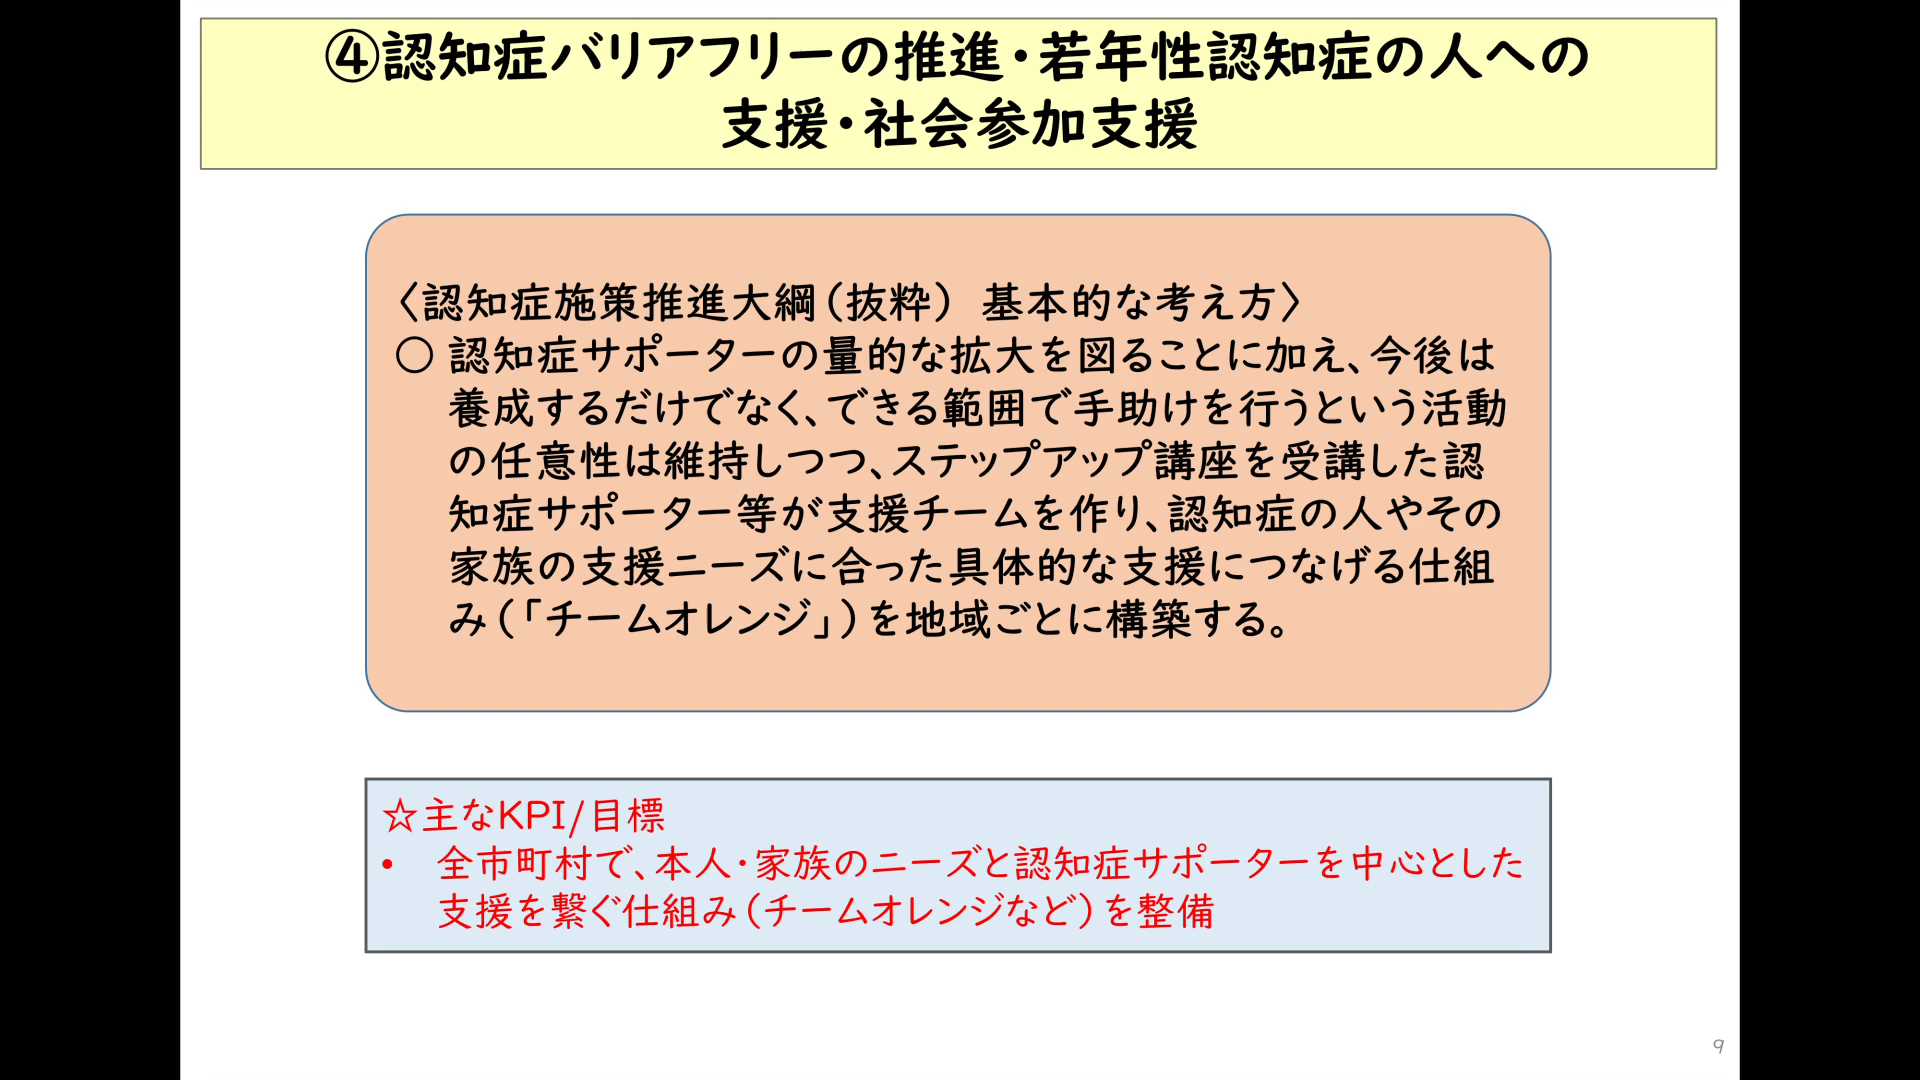 ④認知症バリアフリーの推進・若年性認知症の人への
支援・社会参加支援
〈認知症施策推進大綱（抜粋） 基本的な考え方〉
○ 認知症サポーターの量的な拡大を図ることに加え、今後は
養成するだけでなく、できる範囲で手助けを行うという活動
の任意性は維持しつつ、ステップアップ講座を受講した認
知症サポーター等が支援チームを作り、認知症の人やその
家族の支援ニーズに合った具体的な支援につなげる仕組
み（「チームオレンジ」）を地域ごとに構築する。
☆主なKPI/目標
• 全市町村で、本人・家族のニーズと認知症サポーターを中心とした
支援を繋ぐ仕組み（チームオレンジなど）を整備
9